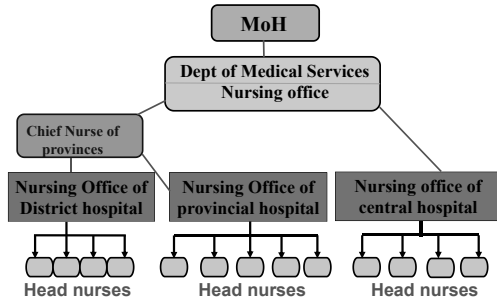 MoH
Dept of Medical Services
Nursing office
Chief Nurse of
provinces
Nursing Office of
District hospital
Nursing Office of
provincial hospital
Nursing office of
central hospital
Head nurses
Head nurses
Head nurses